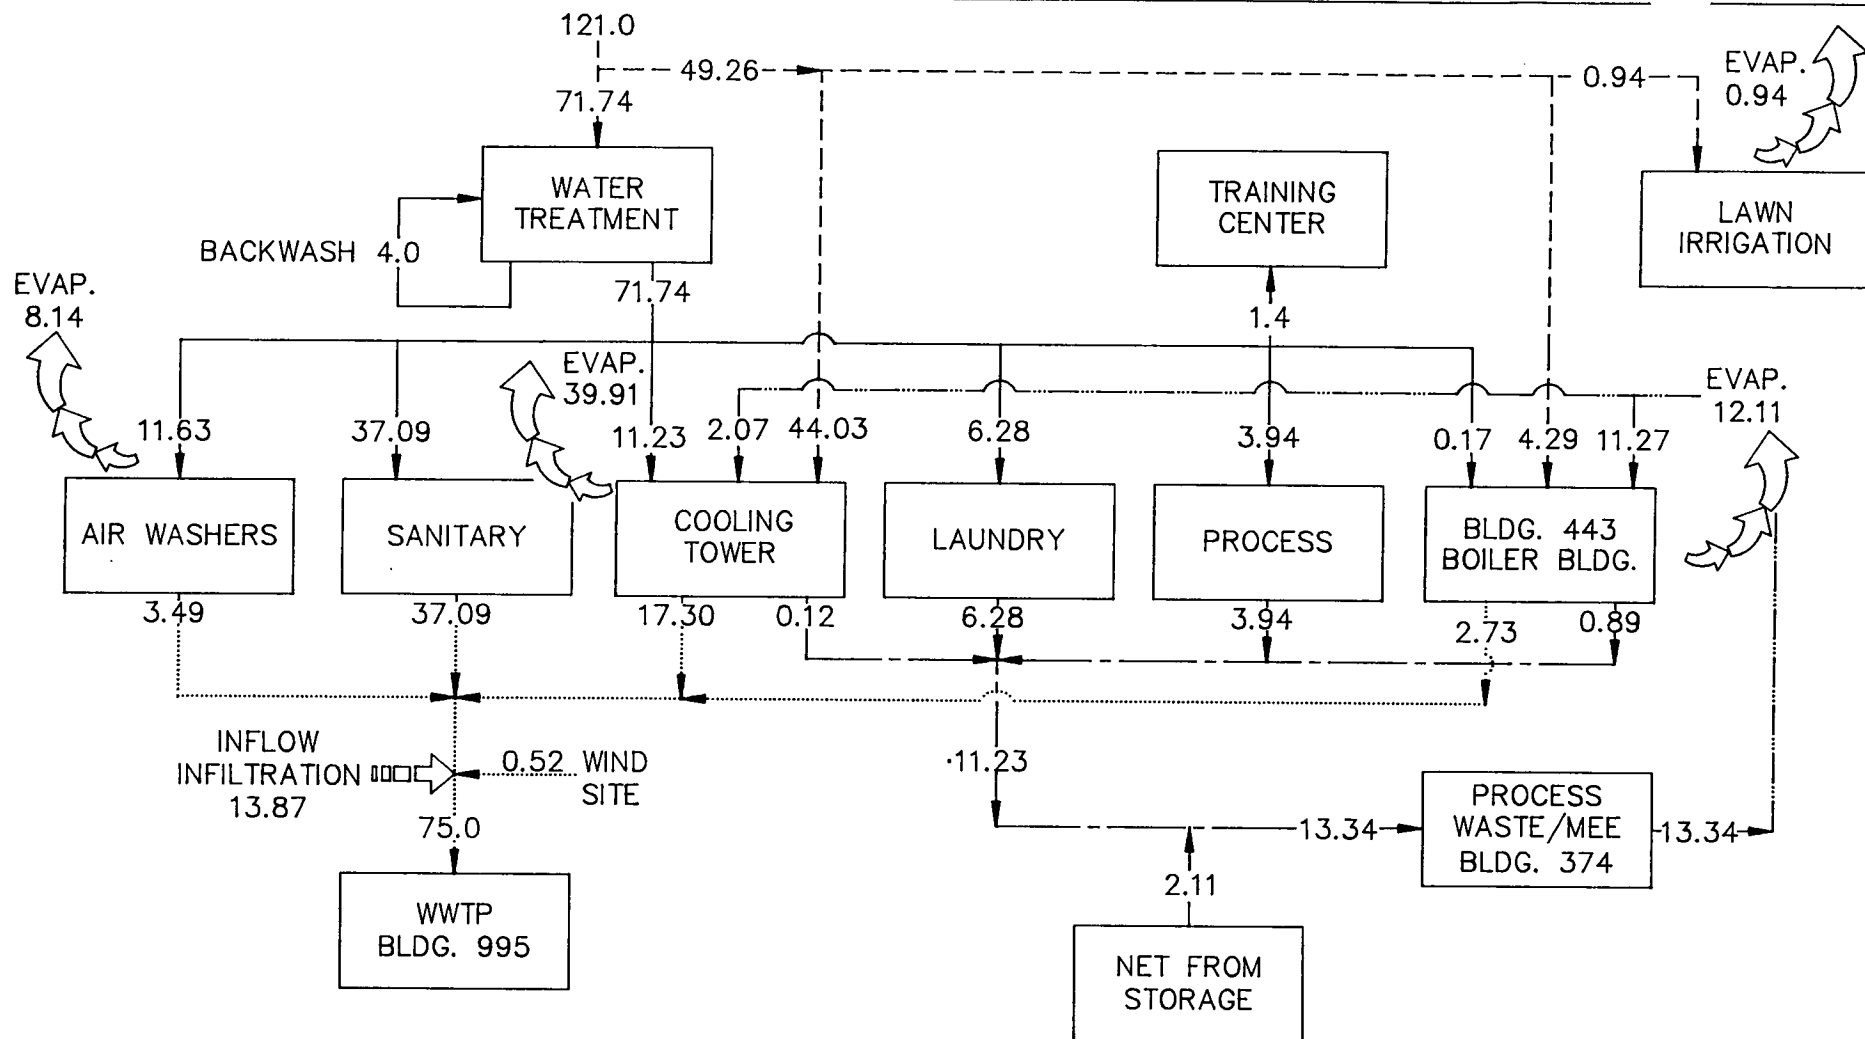 121.0
49.26
0.94
EVAP.
0.94
71.74
WATER
TREATMENT
TRAINING
CENTER
LAWN
IRRIGATION
BACKWASH 4.0
71.74
EVAP.
8.14
1.4
EVAP.
39.91
EVAP.
12.11
11.63
37.09
11.23
2.07
44.03
6.28
3.94
0.17
4.29
11.27
AIR WASHERS
SANITARY
COOLING
TOWER
LAUNDRY
PROCESS
BLDG. 443
BOILER BLDG.
3.49
37.09
17.30
0.12
6.28
3.94
2.73
0.89
INFLOW
INFILTRATION
13.87
0.52 WIND
SITE
11.23
75.0
13.34
PROCESS
WASTE/MEE
BLDG. 374
13.34
2.11
WWTP
BLDG. 995
NET FROM
STORAGE